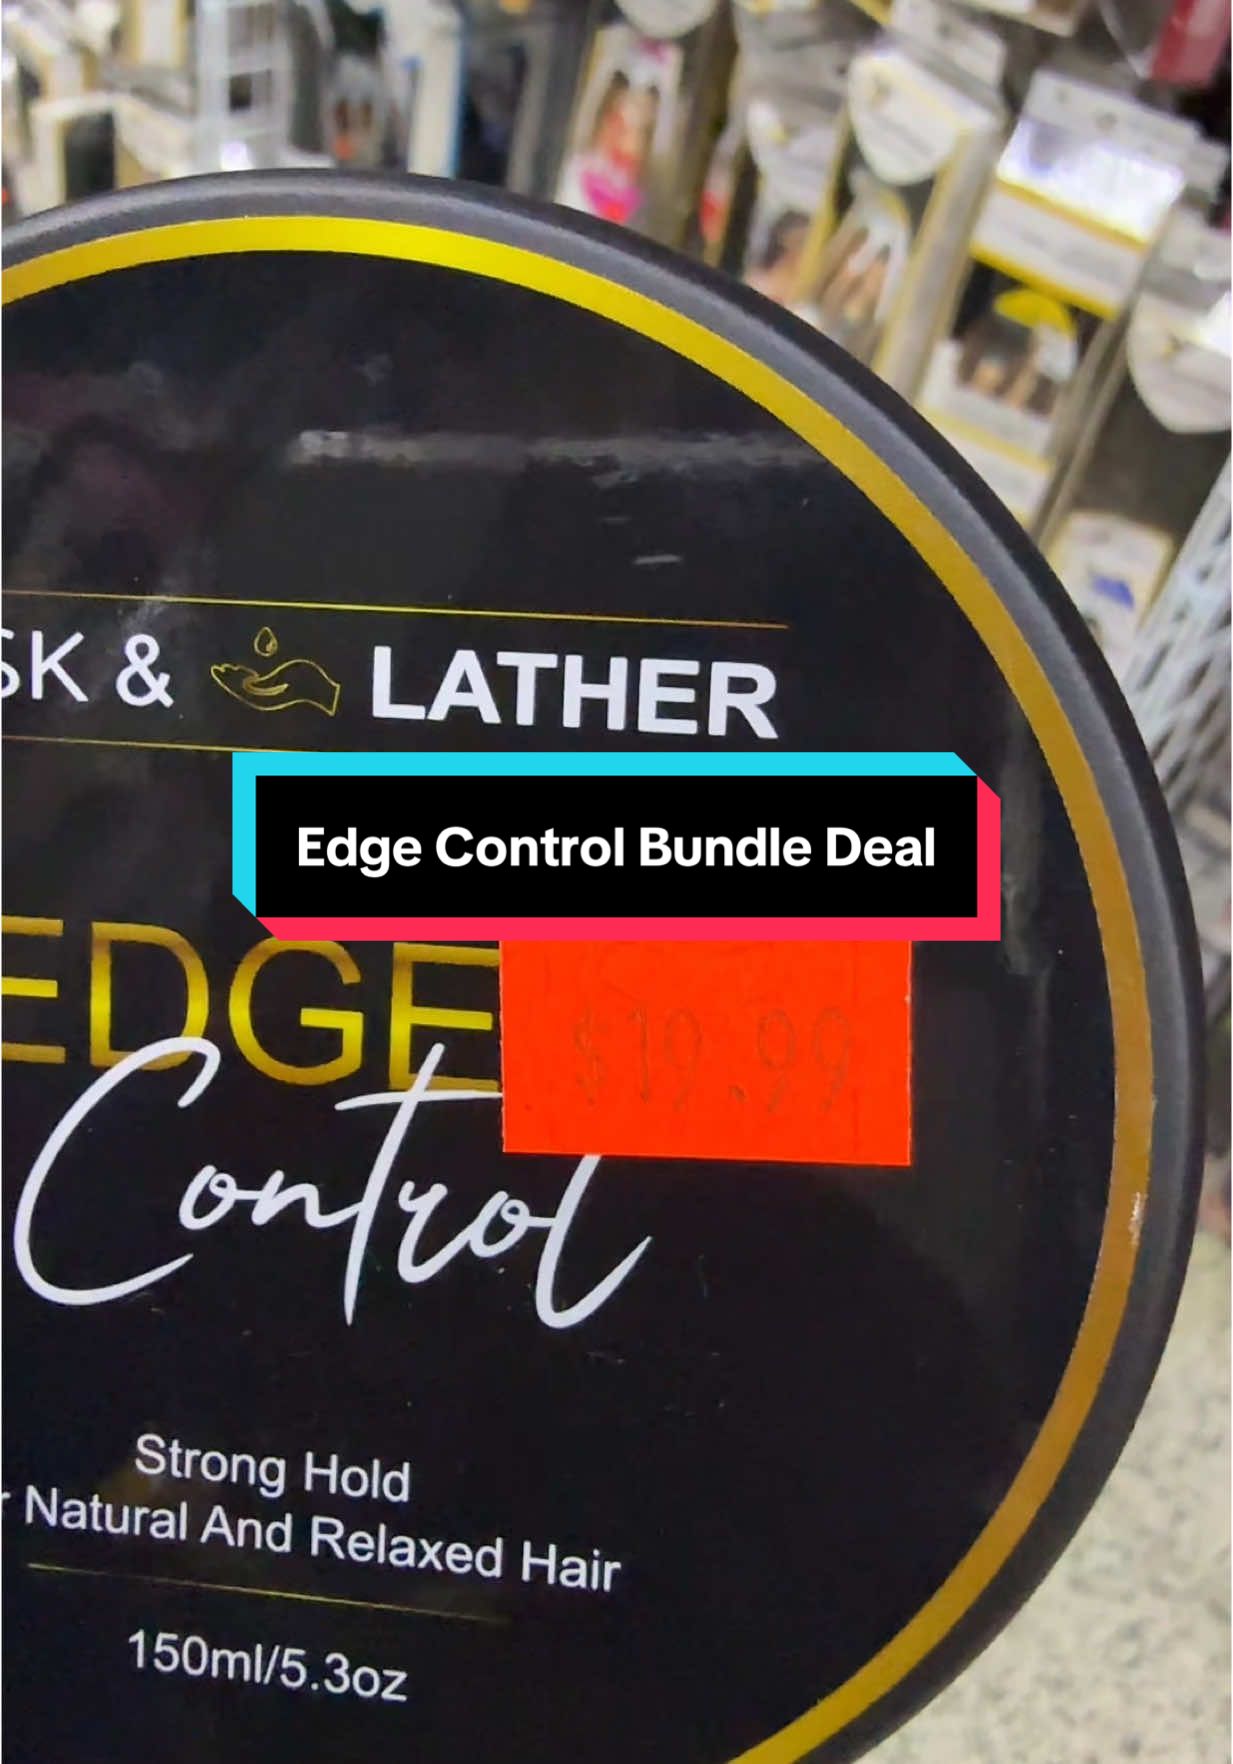 SK & LATHER
Edge Control Bundle Deal
EDGE
$19.99
Control
Strong Hold
r Natural And Relaxed Hair
150ml/5.3oz